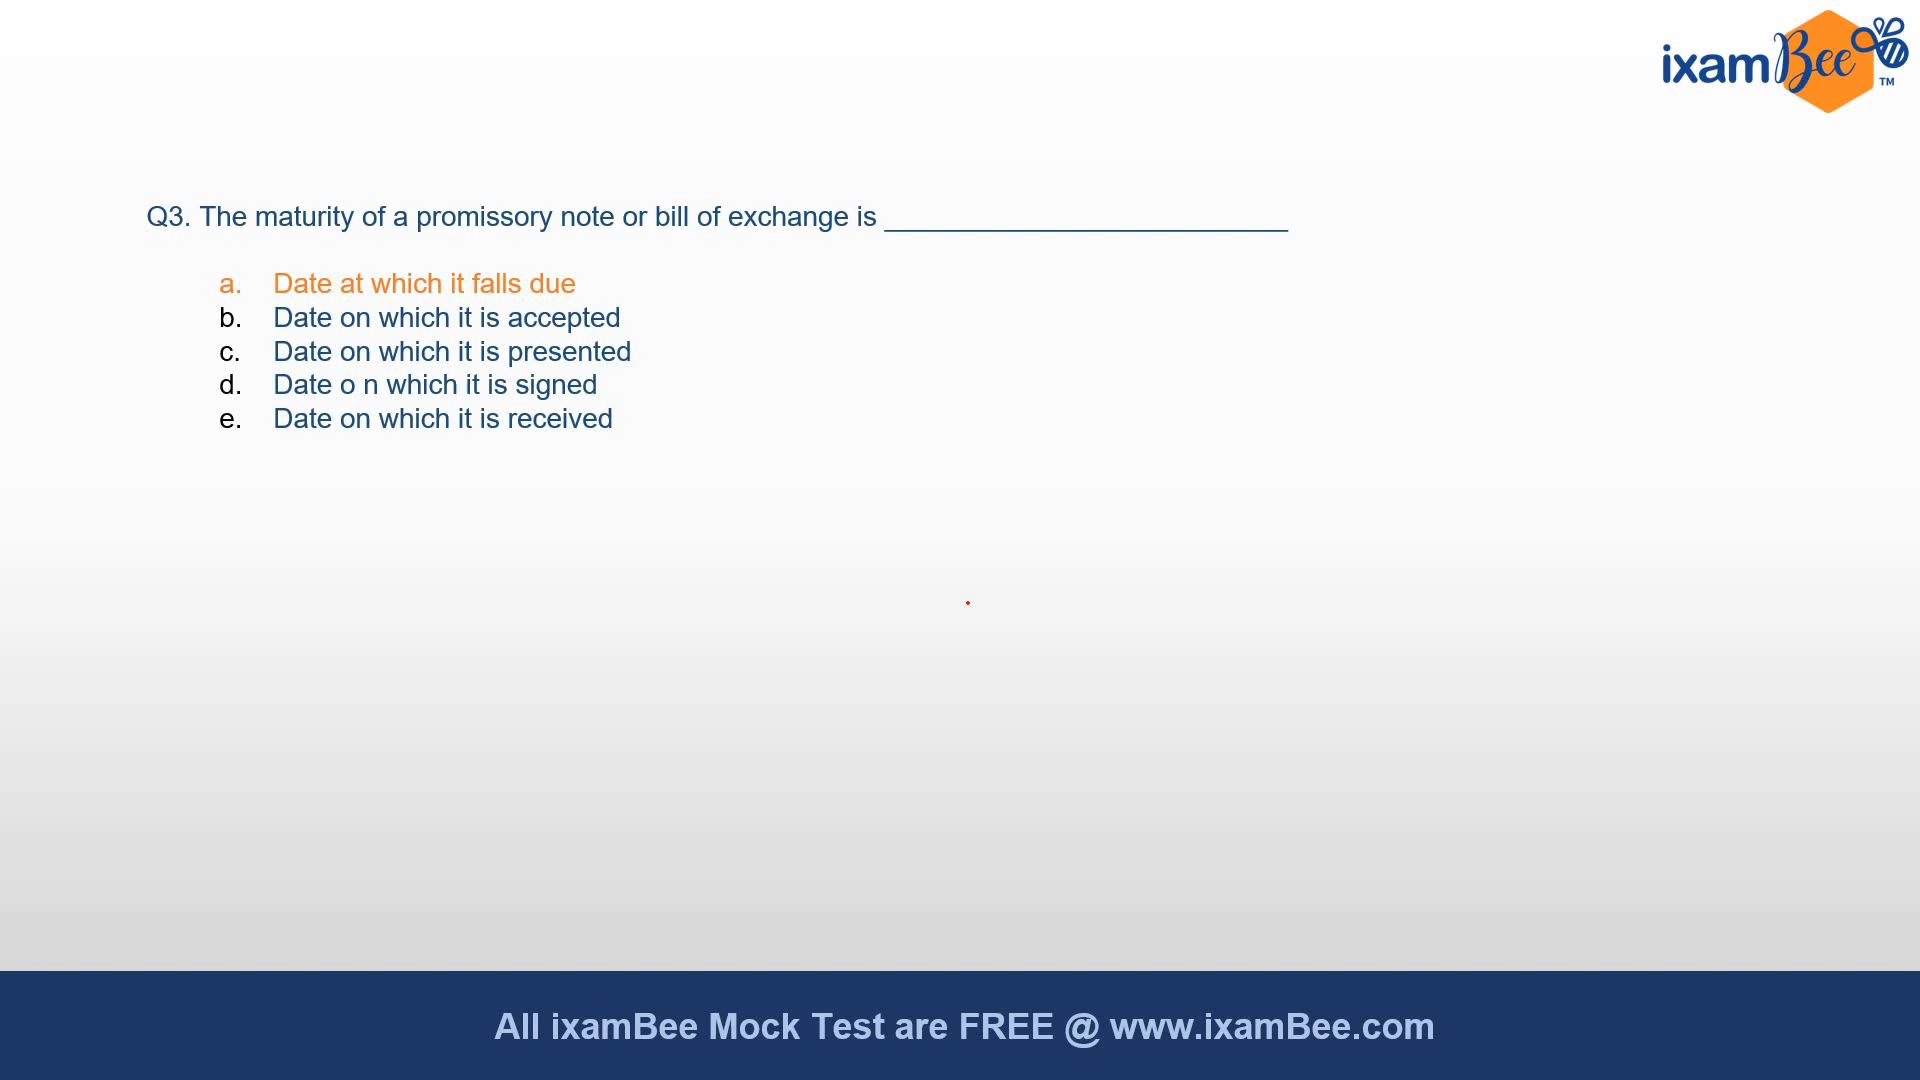 ixamBee TM
Q3. The maturity of a promissory note or bill of exchange is __________________________
a. Date at which it falls due
b. Date on which it is accepted
c. Date on which it is presented
d. Date o n which it is signed
e. Date on which it is received
All ixamBee Mock Test are FREE @ www.ixamBee.com